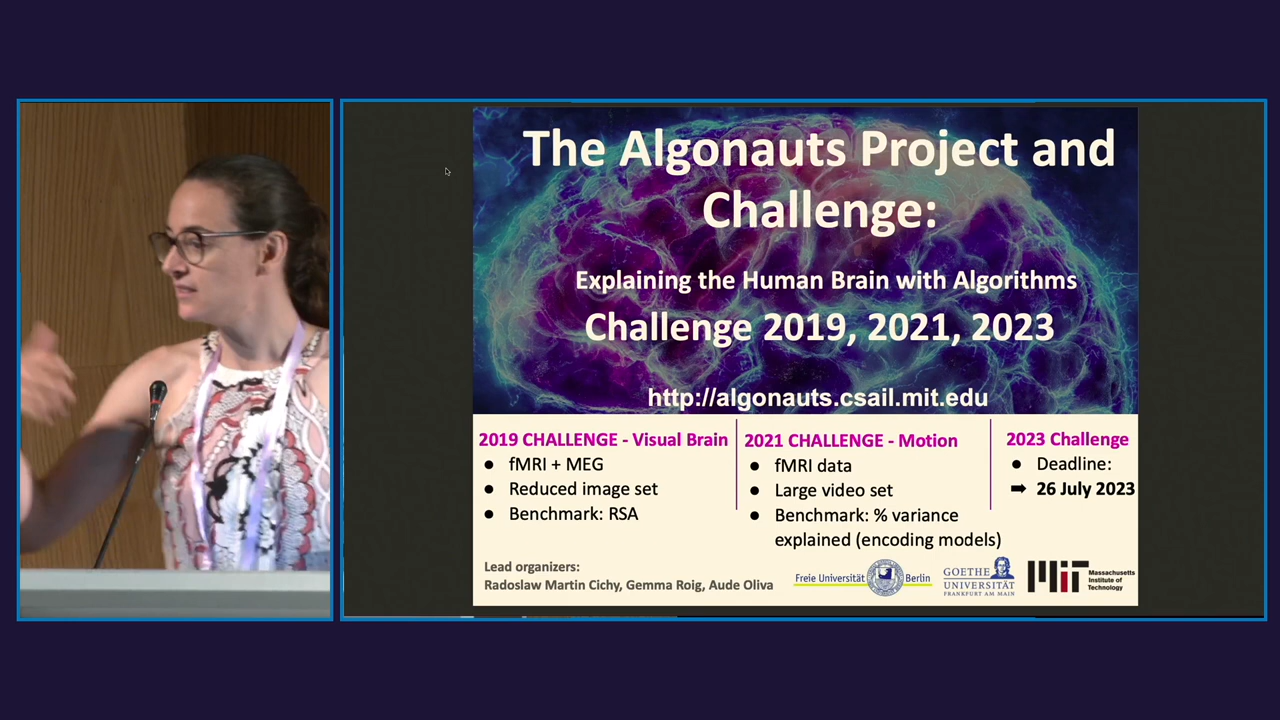 The Algonauts Project and
Challenge:
Explaining the Human Brain with Algorithms
Challenge 2019, 2021, 2023
http://algonauts.csail.mit.edu
2019 CHALLENGE - Visual Brain
● fMRI + MEG
● Reduced image set
● Benchmark: RSA
2021 CHALLENGE - Motion
● fMRI data
● Large video set
● Benchmark: % variance
explained (encoding models)
2023 Challenge
● Deadline:
➡ 26 July 2023
Lead organizers:
Radoslaw Martin Cichy, Gemma Roig, Aude Oliva
Freie Universität Berlin
GOETHE
UNIVERSITÄT
FRANKFURT AM MAIN
MIT
Massachusetts
Institute of
Technology